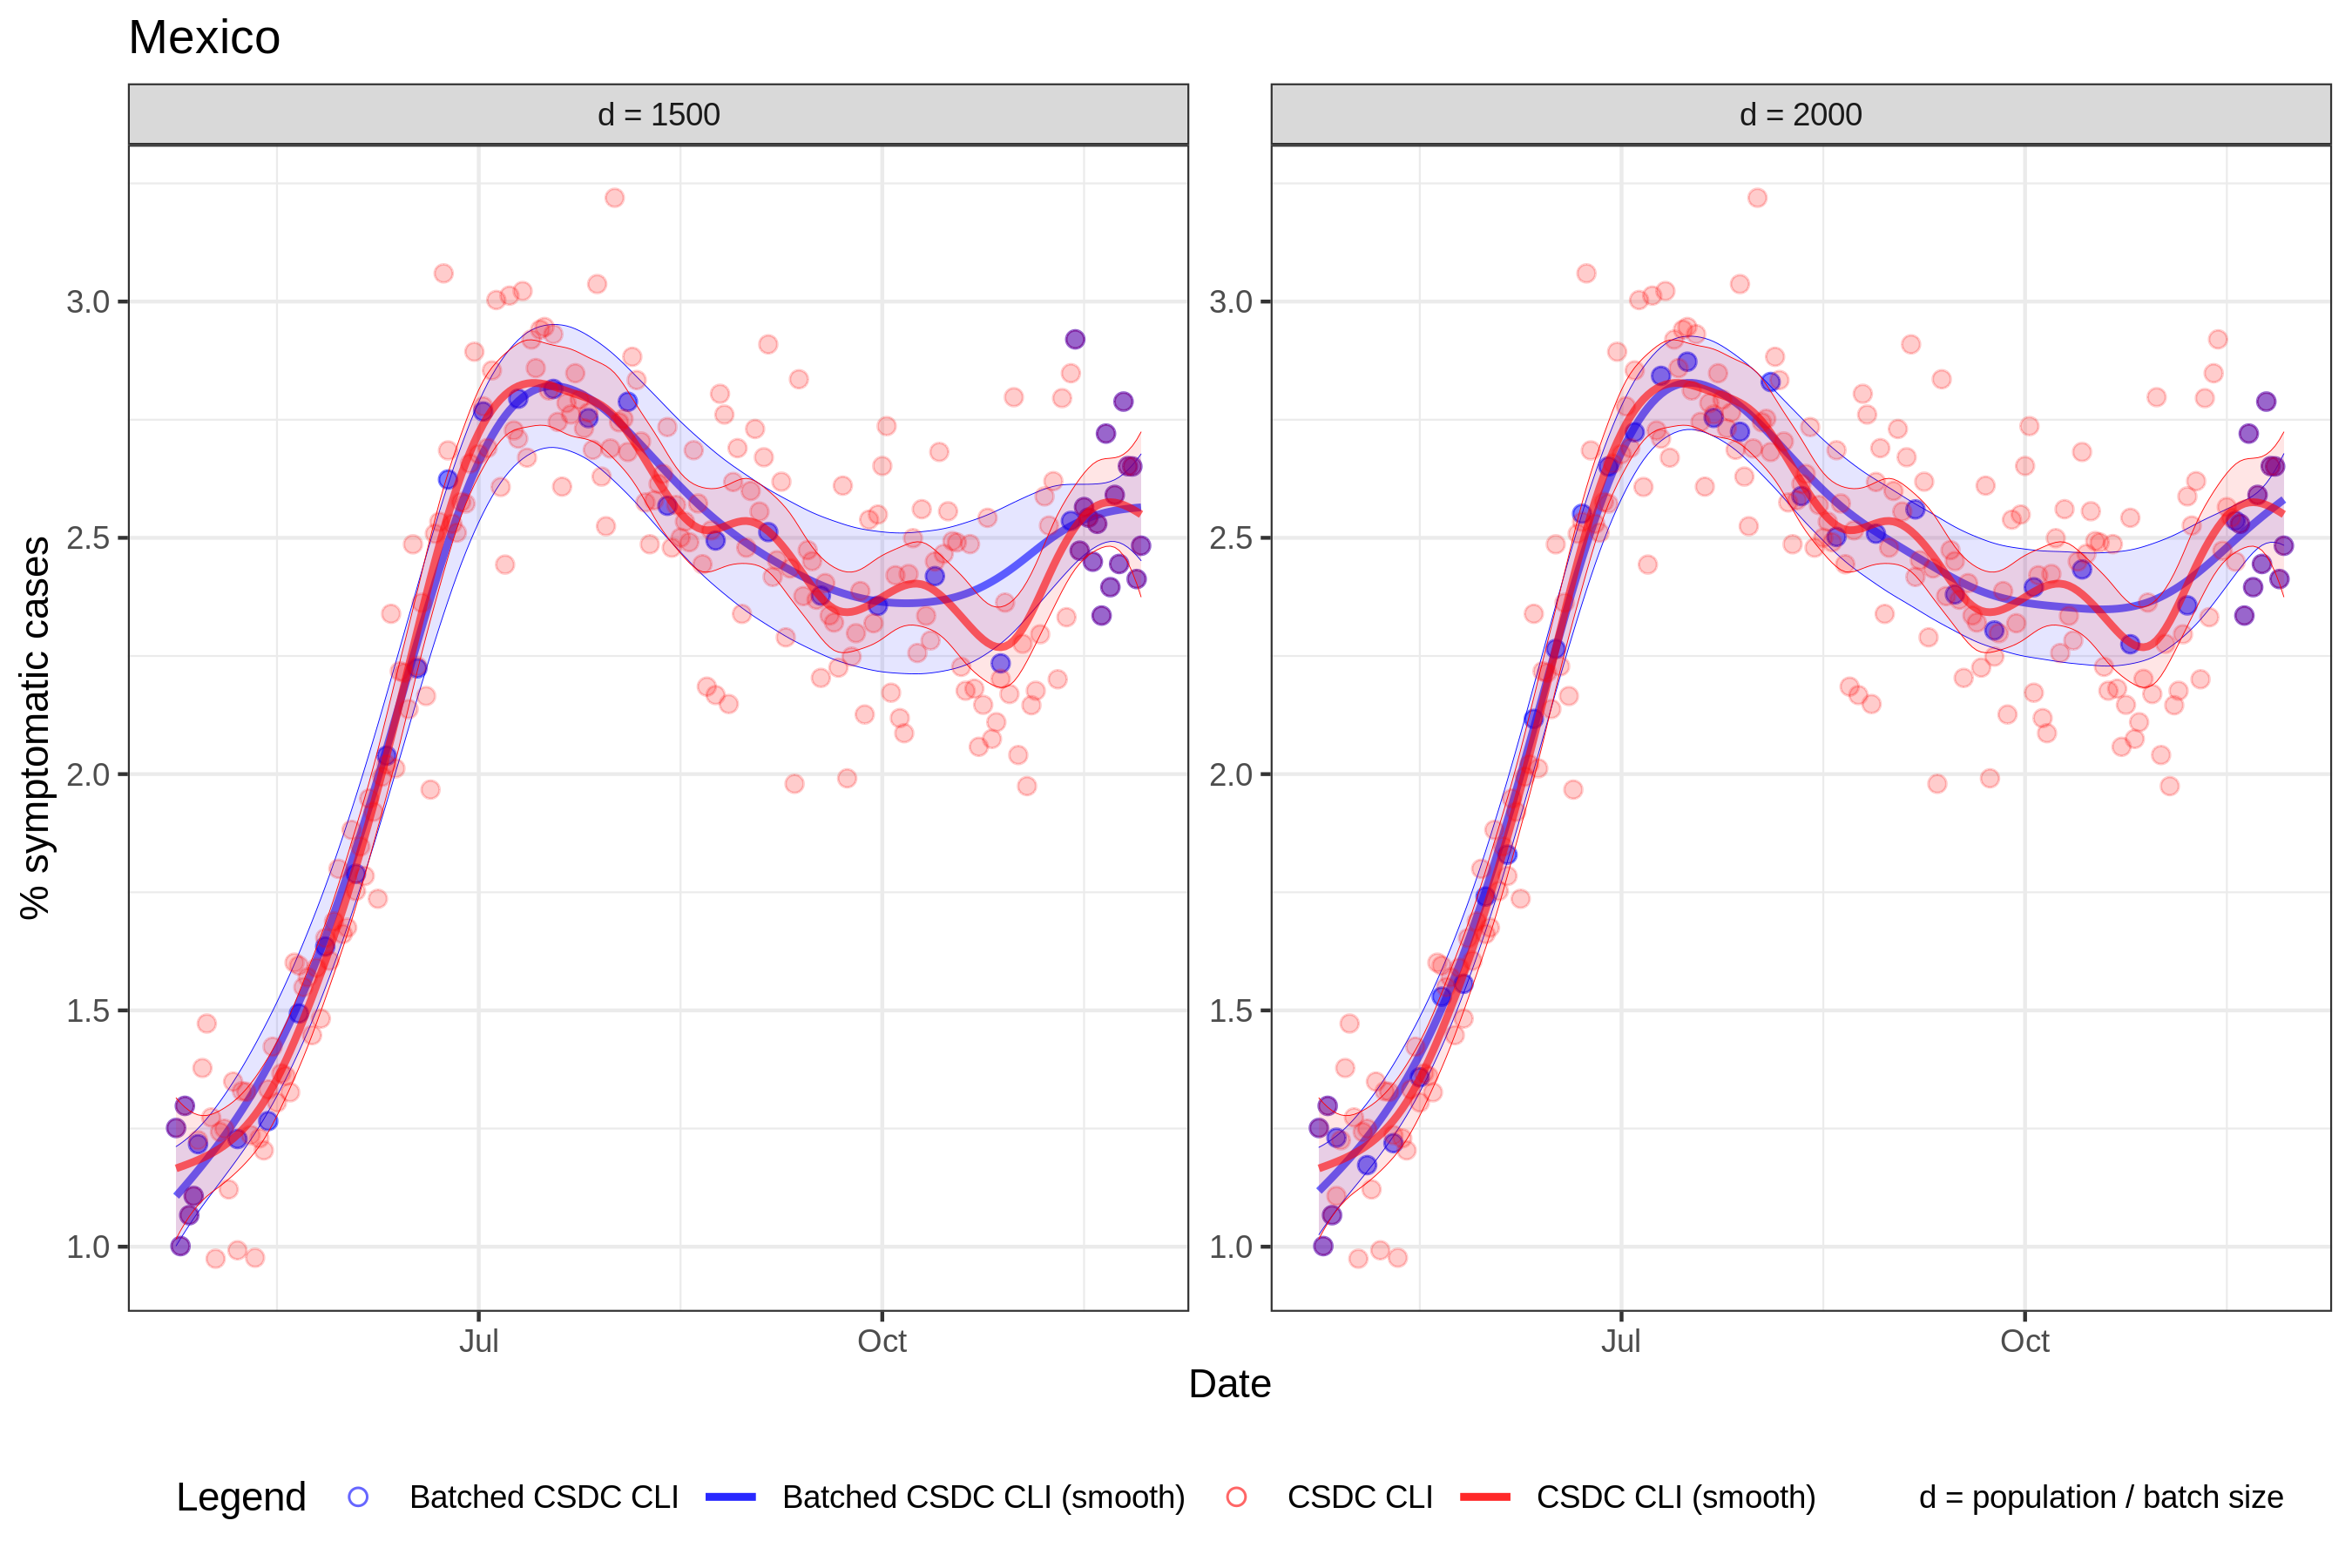 Mexico
d = 1500
d = 2000
% symptomatic cases
3.0
2.5
2.0
1.5
1.0
3.0
2.5
2.0
1.5
1.0
Jul
Oct
Jul
Oct
Date
Legend
Batched CSDC CLI
Batched CSDC CLI (smooth)
CSDC CLI
CSDC CLI (smooth)
d = population / batch size